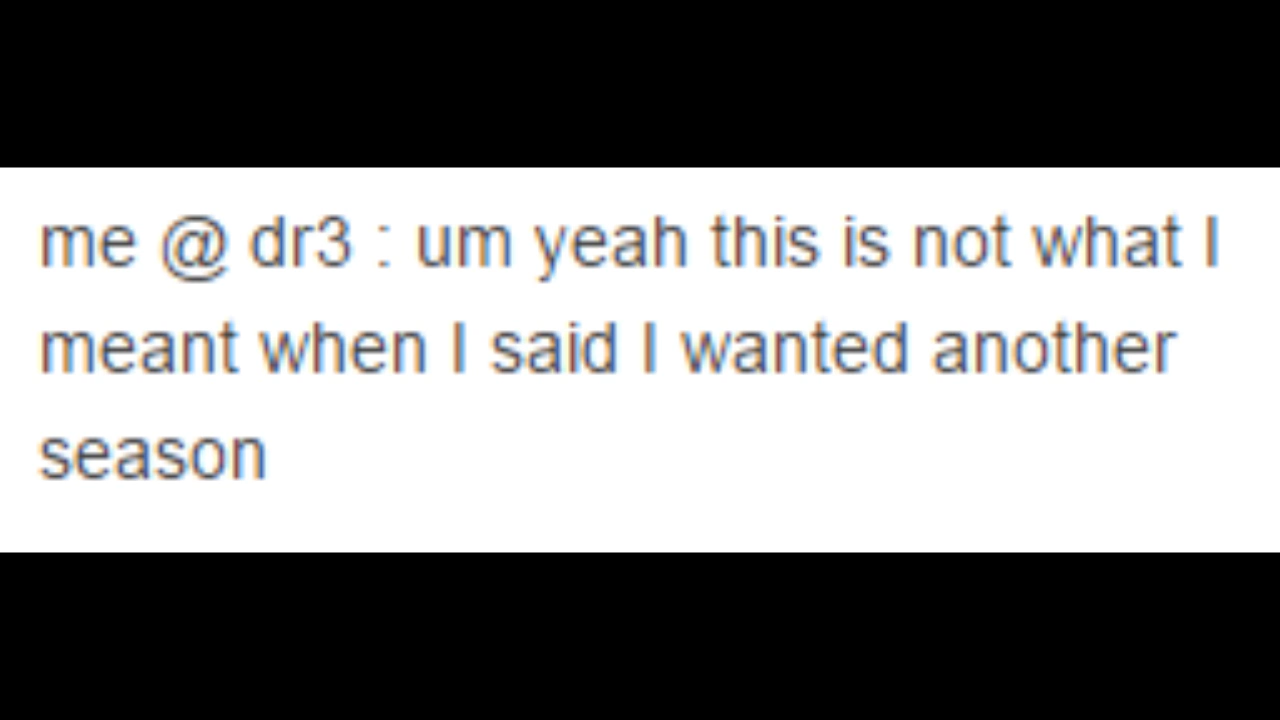 me @ dr3 : um yeah this is not what I
meant when I said I wanted another
season